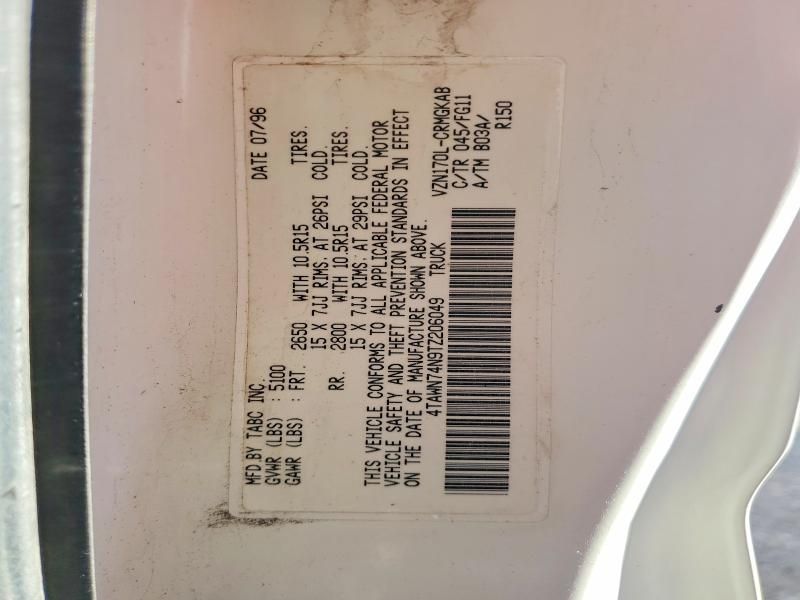 MFD.BY TABC INC. DATE 07/96
GVWR (LBS) : 5100
GAWR (LBS) : FRT. 2650 WITH 10.5R15 TIRES.
15 X 7JJ RIMS, AT 26PSI COLD.
RR. 2800 WITH 10.5R15 TIRES.
15 X 7JJ RIMS, AT 29PSI COLD.
THIS VEHICLE CONFORMS TO ALL APPLICABLE FEDERAL MOTOR
VEHICLE SAFETY AND THEFT PREVENTION STANDARDS IN EFFECT
ON THE DATE OF MANUFACTURE SHOWN ABOVE.
4TAWN74N9TZ206049 TRUCK
VZN170L-CRMGKAB
C/TR 045/FG11
A/TM B03A/
R150